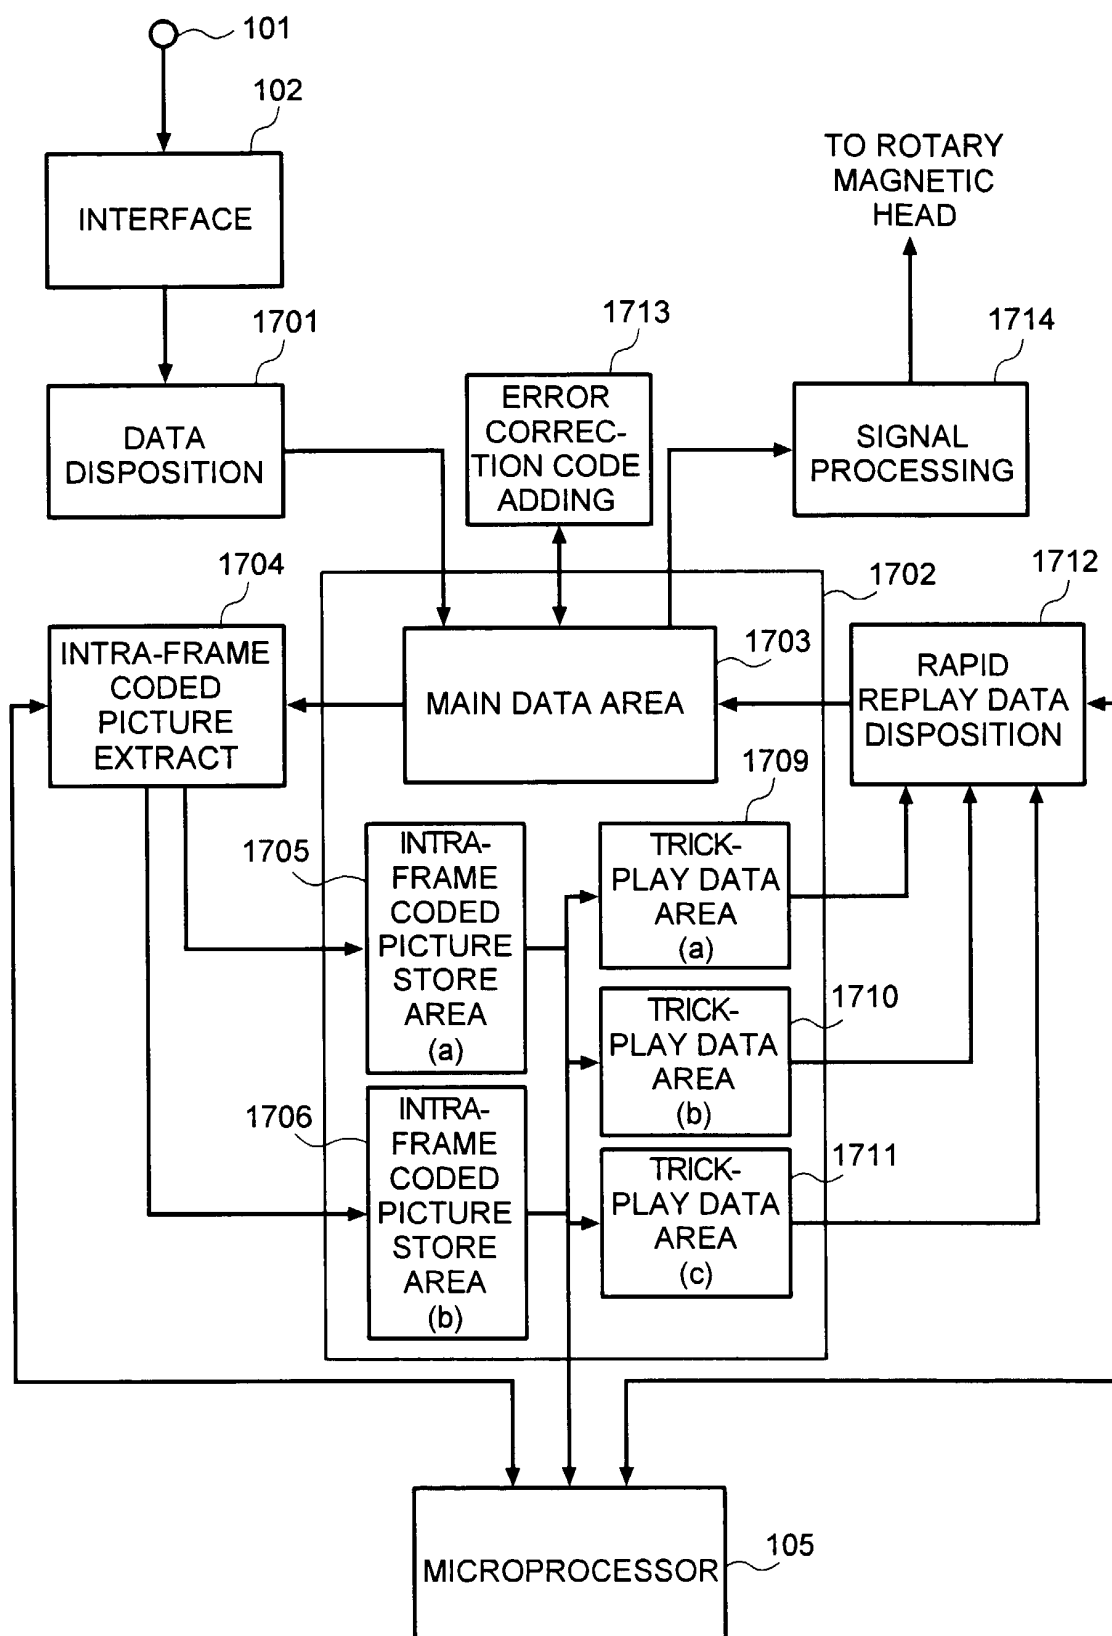 101
102
INTERFACE
TO ROTARY
MAGNETIC
HEAD
1701
DATA
DISPOSITION
1713
ERROR
CORREC-
TION CODE
ADDING
1714
SIGNAL
PROCESSING
1704
INTRA-FRAME
CODED
PICTURE
EXTRACT
1702
1703
MAIN DATA AREA
1712
RAPID
REPLAY DATA
DISPOSITION
1705
INTRA-
FRAME
CODED
PICTURE
STORE
AREA
(a)
1709
TRICK-
PLAY DATA
AREA
(a)
1710
TRICK-
PLAY DATA
AREA
(b)
1706
INTRA-
FRAME
CODED
PICTURE
STORE
AREA
(b)
1711
TRICK-
PLAY DATA
AREA
(c)
MICROPROCESSOR
105